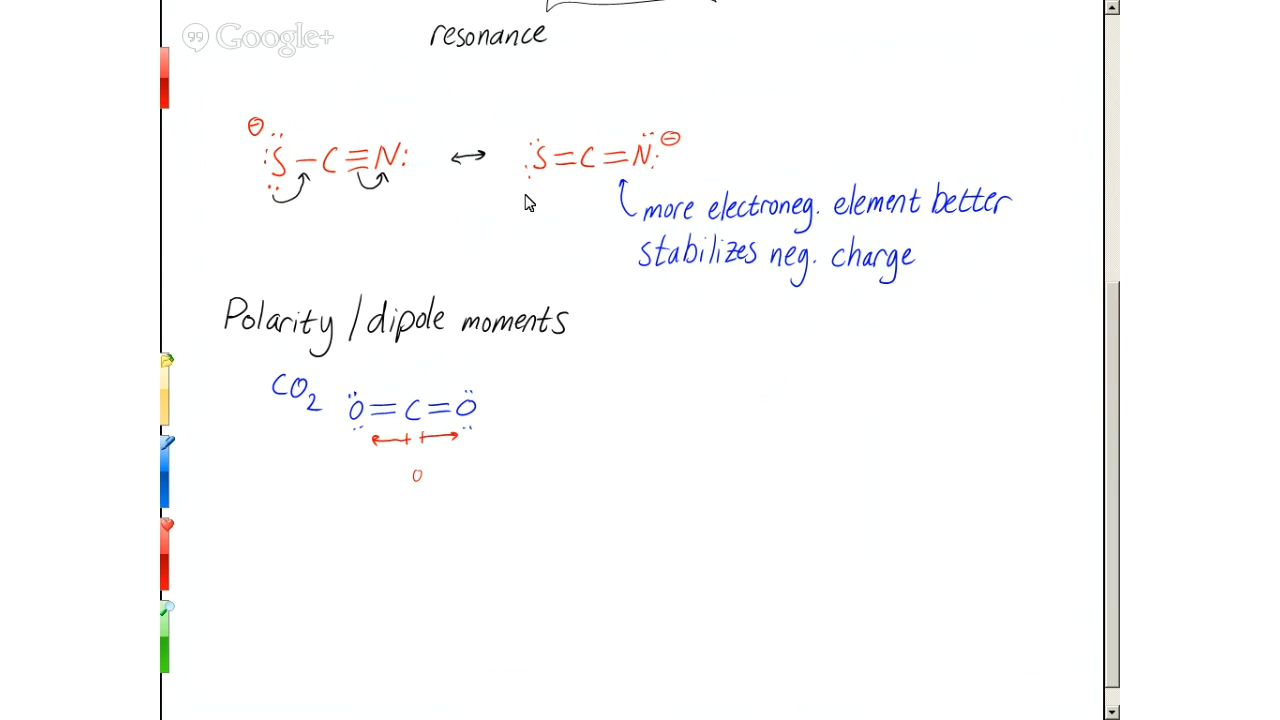 Google+
resonance
⊖
:S̈ − C ≡ N: ↔ :S̈ = C = N̈: ⊖
more electroneg. element better
stabilizes neg. charge
Polarity / dipole moments
CO₂ Ö = C = Ö
0